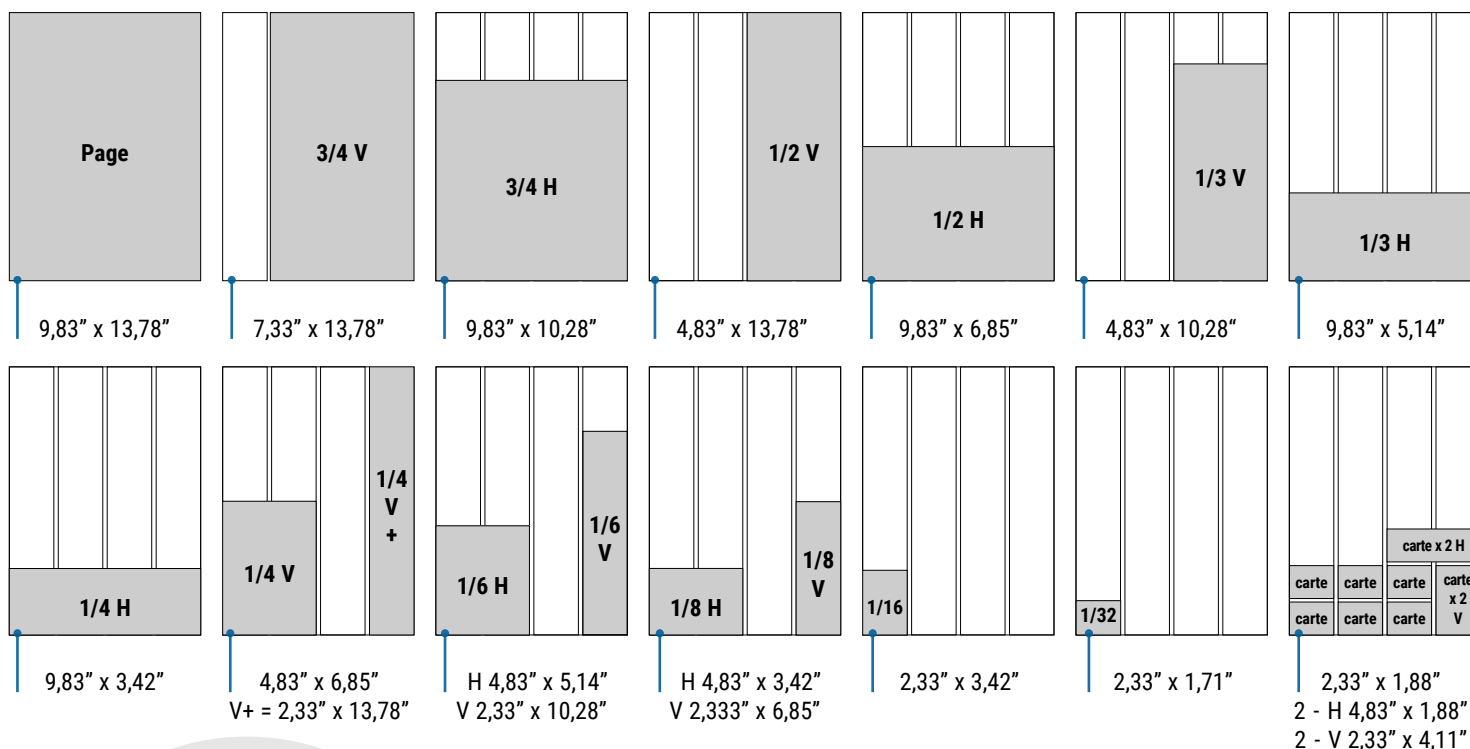 Page
3/4 V
3/4 H
1/2 V
1/2 H
1/3 V
1/3 H
9,83” x 13,78”
7,33” x 13,78”
9,83” x 10,28”
4,83” x 13,78”
9,83” x 6,85”
4,83” x 10,28“
9,83” x 5,14”
1/4 H
1/4 V
1/4
V
+
1/6 H
1/6
V
1/8 H
1/8
V
1/16
1/32
carte x 2 H
carte
carte
carte
carte
x 2
V
carte
carte
carte
9,83” x 3,42”
4,83” x 6,85”
V+ = 2,33” x 13,78”
H 4,83” x 5,14”
V 2,33” x 10,28”
H 4,83” x 3,42”
V 2,333” x 6,85”
2,33” x 3,42”
2,33” x 1,71”
2,33” x 1,88”
2 - H 4,83” x 1,88”
2 - V 2,33” x 4,11”